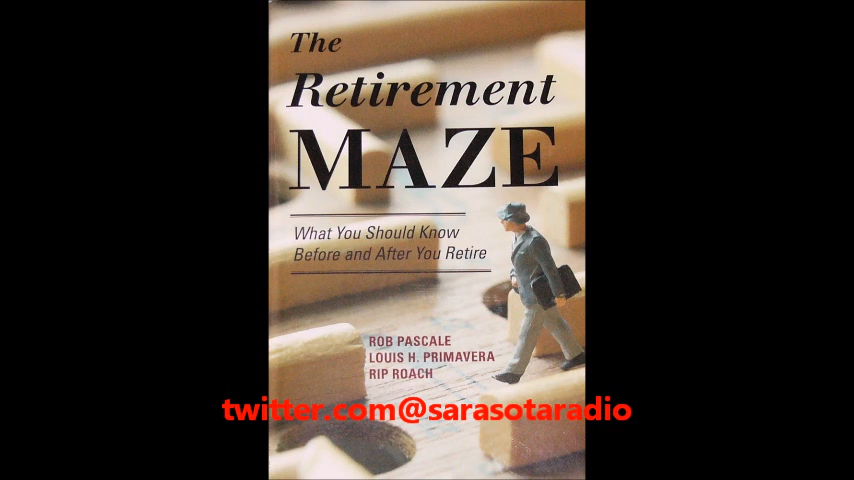 The
Retirement
MAZE
What You Should Know
Before and After You Retire
ROB PASCALE
LOUIS H. PRIMAVERA
RIP ROACH
twitter.com@sarasotaradio